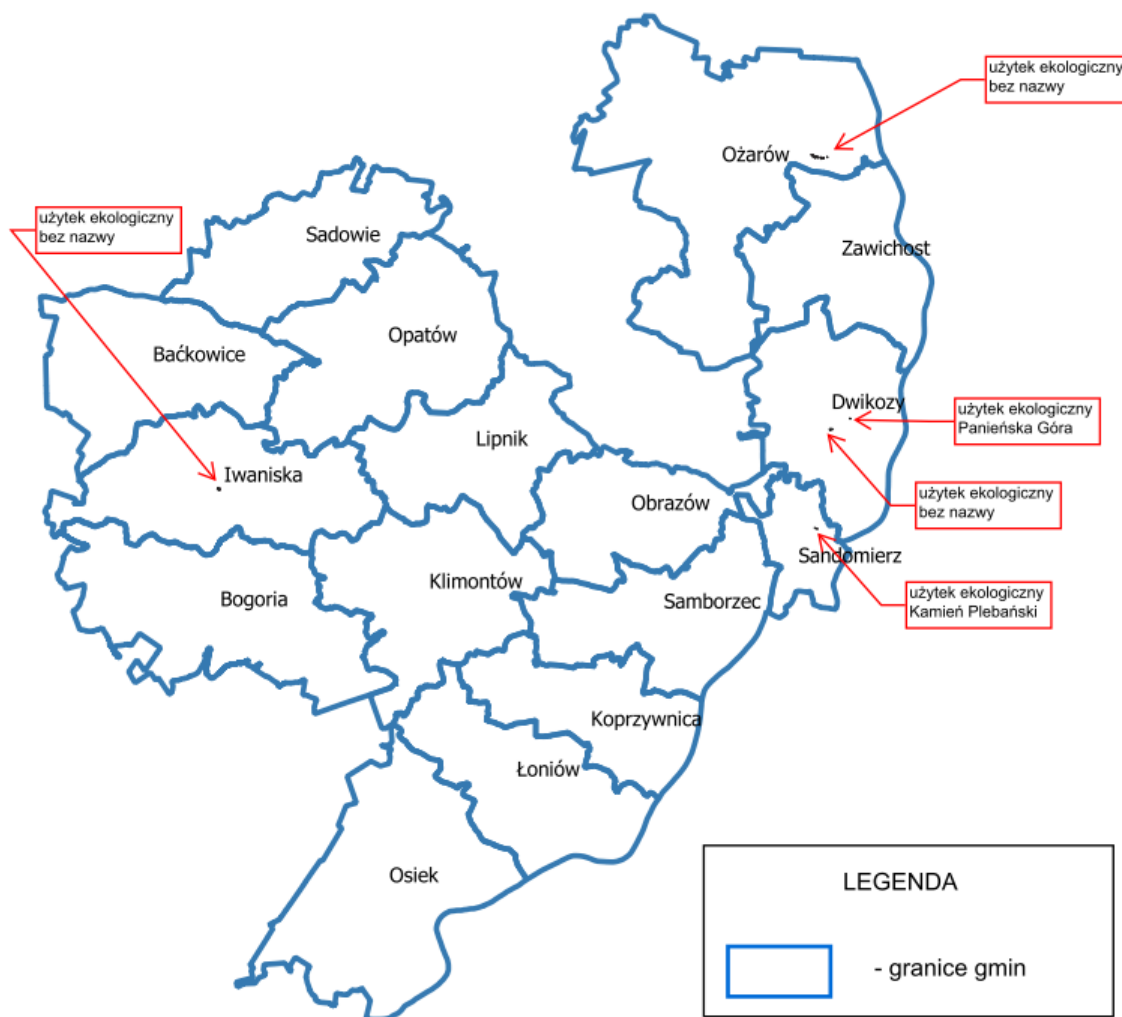 użytek ekologiczny
bez nazwy
Ożarów
użytek ekologiczny
bez nazwy
Sadowie
Zawichost
Opatów
Baćkowice
Dwikozy
użytek ekologiczny
Panieńska Góra
Lipnik
Iwaniska
użytek ekologiczny
bez nazwy
Obrazów
Sandomierz
Klimontów
Bogoria
Samborzec
użytek ekologiczny
Kamień Plebański
Koprzywnica
Łoniów
Osiek
LEGENDA
- granice gmin